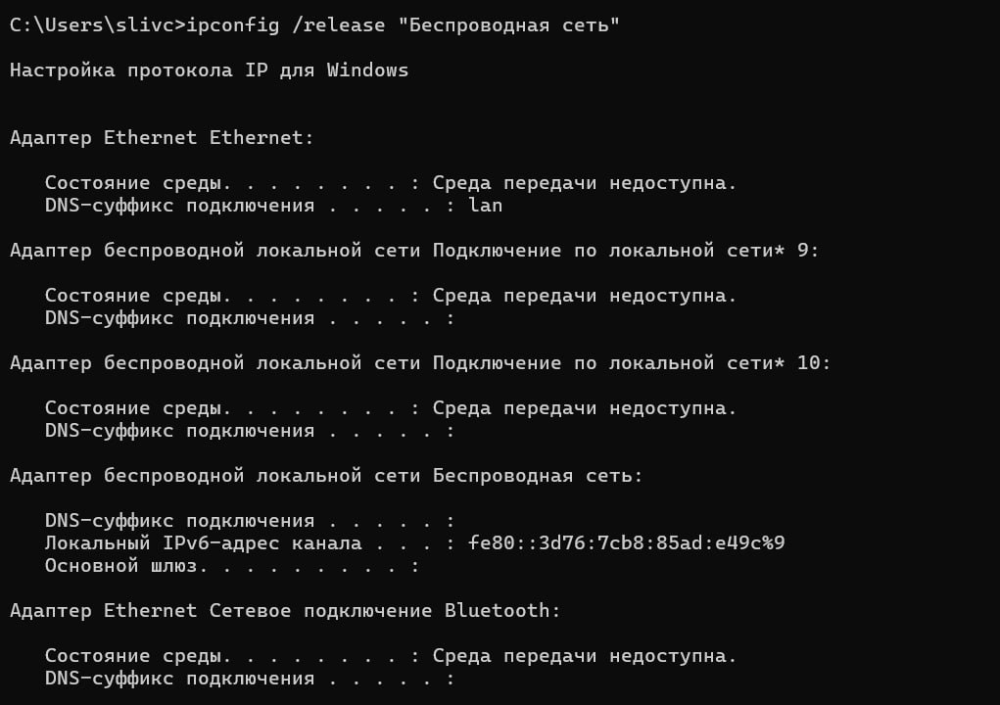 C:\Users\slivc>ipconfig /release "Беспроводная сеть"
Настройка протокола IP для Windows
Адаптер Ethernet Ethernet:
Состояние среды. . . . . . . . : Среда передачи недоступна.
DNS-суффикс подключения . . . . . : lan
Адаптер беспроводной локальной сети Подключение по локальной сети* 9:
Состояние среды. . . . . . . . : Среда передачи недоступна.
DNS-суффикс подключения . . . . . :
Адаптер беспроводной локальной сети Подключение по локальной сети* 10:
Состояние среды. . . . . . . . : Среда передачи недоступна.
DNS-суффикс подключения . . . . . :
Адаптер беспроводной локальной сети Беспроводная сеть:
DNS-суффикс подключения . . . . . :
Локальный IPv6-адрес канала . . . : fe80::3d76:7cb8:85ad:e49c%9
Основной шлюз. . . . . . . . . :
Адаптер Ethernet Сетевое подключение Bluetooth:
Состояние среды. . . . . . . . : Среда передачи недоступна.
DNS-суффикс подключения . . . . . :